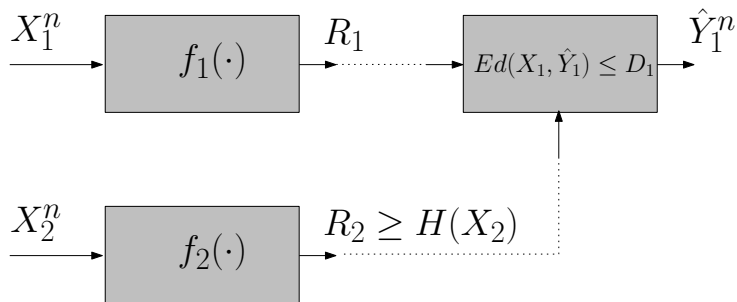 X_1^n
f_1(·)
R_1
Ed(X_1, Ŷ_1) ≤ D_1
Ŷ_1^n
X_2^n
f_2(·)
R_2 ≥ H(X_2)